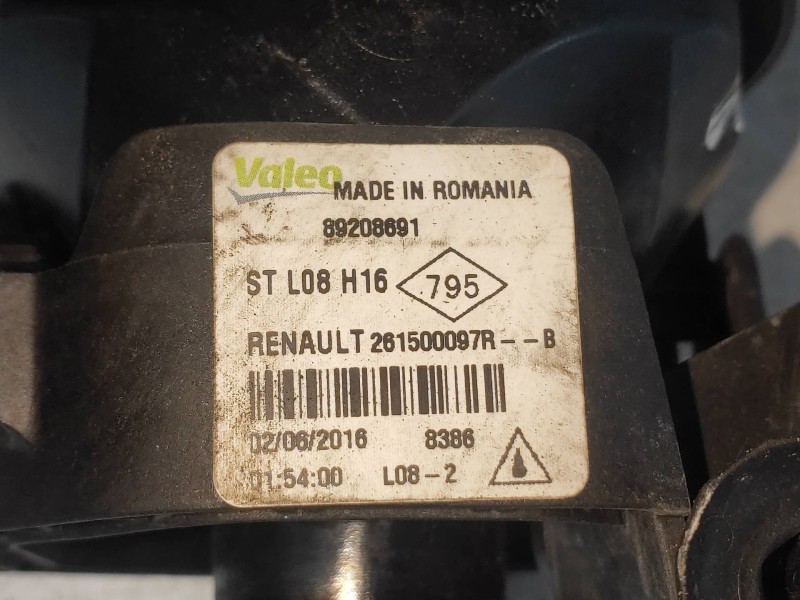 Valeo MADE IN ROMANIA
89208691
ST L08 H16 795
RENAULT 261500097R--B
02/06/2016 8386
01:54:00 L08-2